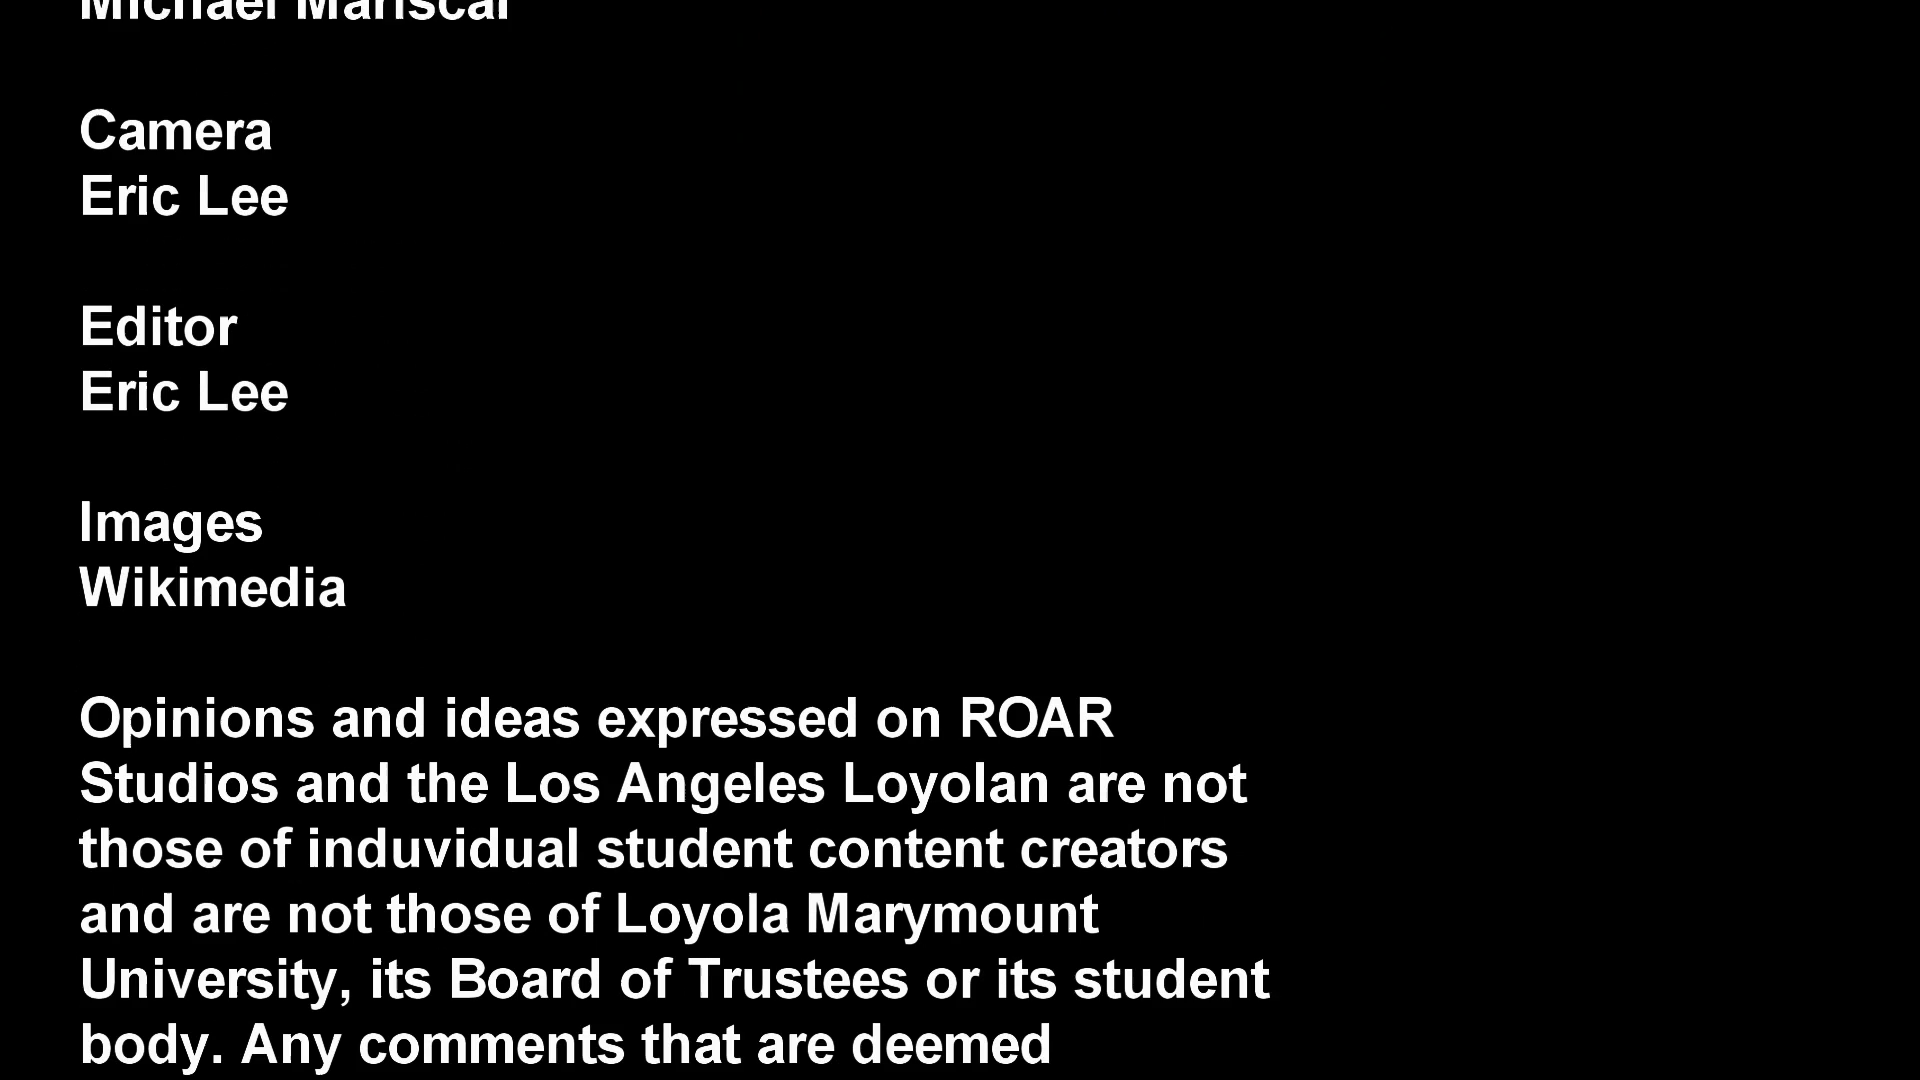 Michael Mariscal
Camera
Eric Lee
Editor
Eric Lee
Images
Wikimedia
Opinions and ideas expressed on ROAR
Studios and the Los Angeles Loyolan are not
those of induvidual student content creators
and are not those of Loyola Marymount
University, its Board of Trustees or its student
body. Any comments that are deemed